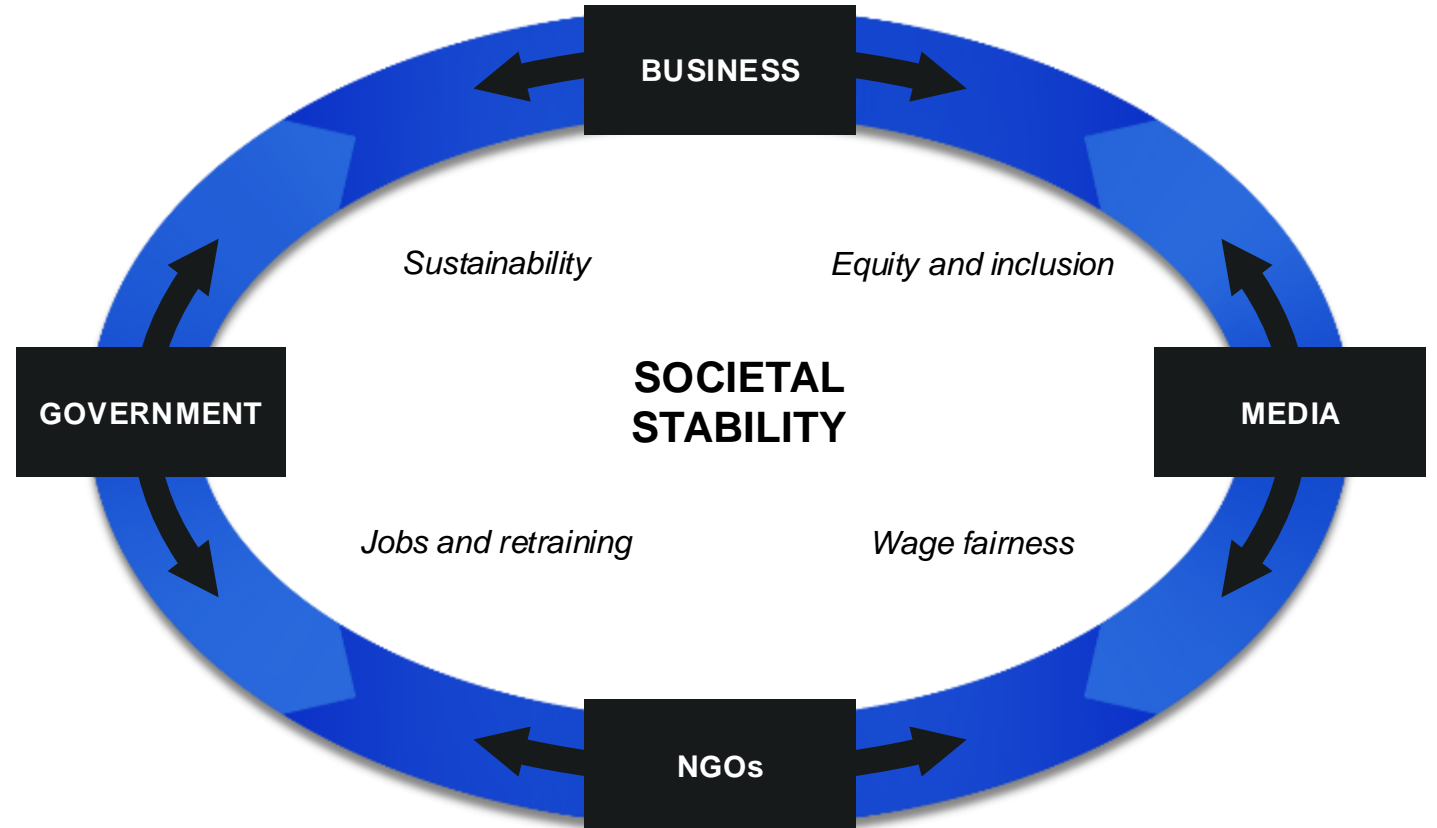 BUSINESS
Sustainability
Equity and inclusion
SOCIETAL
STABILITY
GOVERNMENT
MEDIA
Jobs and retraining
Wage fairness
NGOs